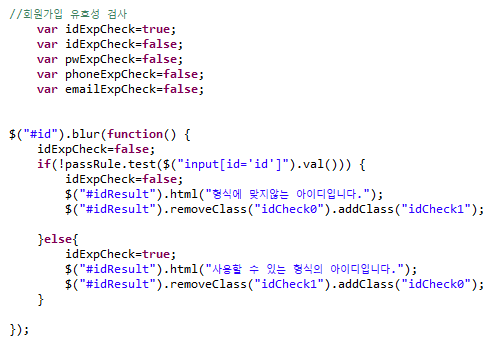 //회원가입 유효성 검사
    var idExpCheck=true;
    var idExpCheck=false;
    var pwExpCheck=false;
    var phoneExpCheck=false;
    var emailExpCheck=false;
$("#id").blur(function() {
    idExpCheck=false;
    if(!passRule.test($("input[id='id']").val())) {
        idExpCheck=false;
        $("#idResult").html("형식에 맞지않는 아이디입니다.");
        $("#idResult").removeClass("idCheck0").addClass("idCheck1");
    }else{
        idExpCheck=true;
        $("#idResult").html("사용할 수 있는 형식의 아이디입니다.");
        $("#idResult").removeClass("idCheck1").addClass("idCheck0");
    }
});